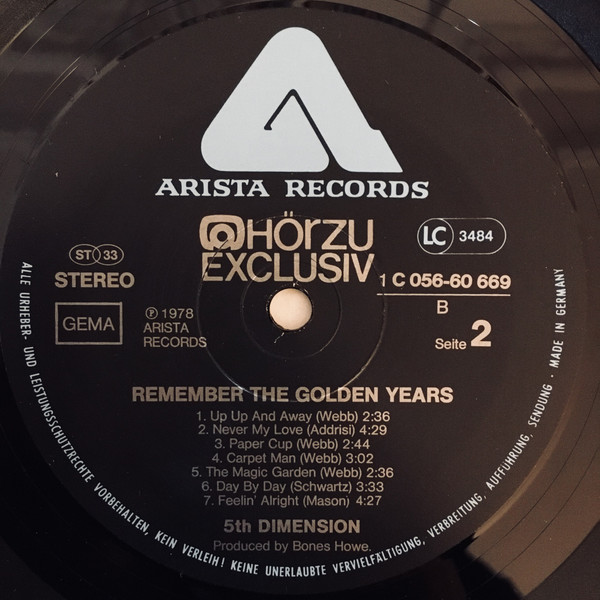 ARISTA RECORDS
HÖRZU
EXCLUSIV
LC 3484
ST 33
STEREO
1 C 056-60 669
B
GEMA
℗ 1978
ARISTA
RECORDS
Seite 2
REMEMBER THE GOLDEN YEARS
1. Up Up And Away (Webb) 2:36
2. Never My Love (Addrisi) 4:29
3. Paper Cup (Webb) 2:44
4. Carpet Man (Webb) 3:02
5. The Magic Garden (Webb) 2:36
6. Day By Day (Schwartz) 3:33
7. Feelin' Alright (Mason) 4:27
5th DIMENSION
Produced by Bones Howe.
ALLE URHEBER- UND LEISTUNGSSCHUTZRECHTE VORBEHALTEN, KEIN VERLEIH! KEINE UNERLAUBTE VERVIELFÄLTIGUNG, VERBREITUNG, AUFFÜHRUNG, SENDUNG · MADE IN GERMANY